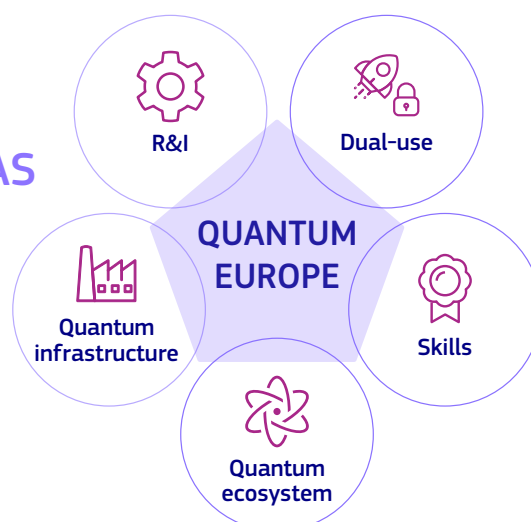 R&I
Dual-use
AS
QUANTUM
EUROPE
Quantum
infrastructure
Skills
Quantum
ecosystem